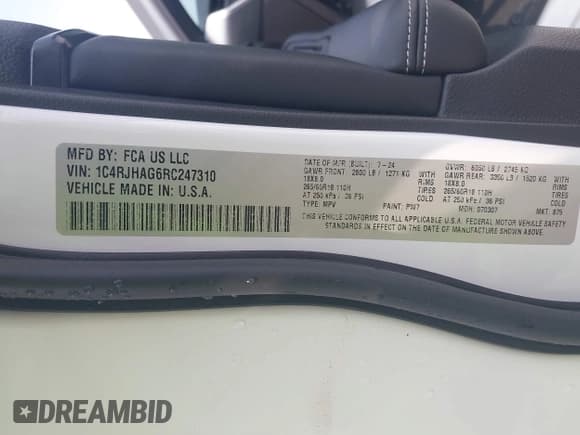 MFD BY: FCA US LLC
VIN: 1C4RJHAG6RC247310
VEHICLE MADE IN U.S.A.
DATE OF MFR (BUILT): 7-24
GAWR FRONT 2800 LB / 1271 KG WITH
18X8.0 RIMS
265/60R18 110H TIRES
AT 250 kPa / 36 PSI COLD
TYPE: MPV PAINT: PW7
GVWR: 6050 LB / 2745 KG
GAWR REAR: 3350 LB / 1520 KG WITH
18X8.0 RIMS
265/60R18 110H TIRES
AT 250 kPa / 36 PSI COLD
MDH: 070307 MKT:
THIS VEHICLE CONFORMS TO ALL APPLICABLE U.S.A. FEDERAL MOTOR VEHICLE SAFETY
STANDARDS IN EFFECT ON THE DATE OF MANUFACTURE SHOWN ABOVE.
DREAMBID